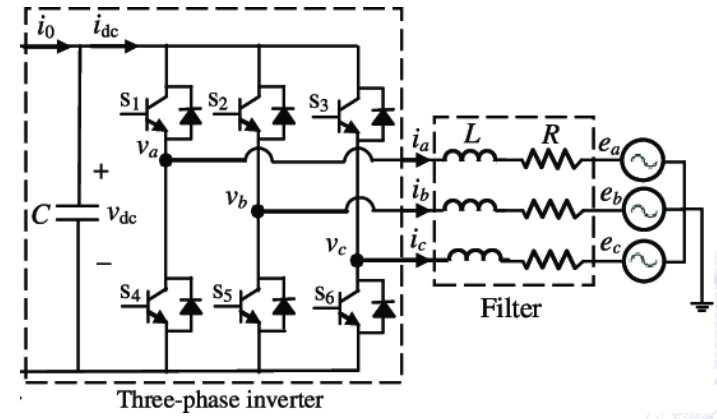 i0 idc
S1 S2 S3
va ia L R ea
+
vb ib eb
C vdc
vc ic ec
−
S4 S5 S6
Filter
Three-phase inverter